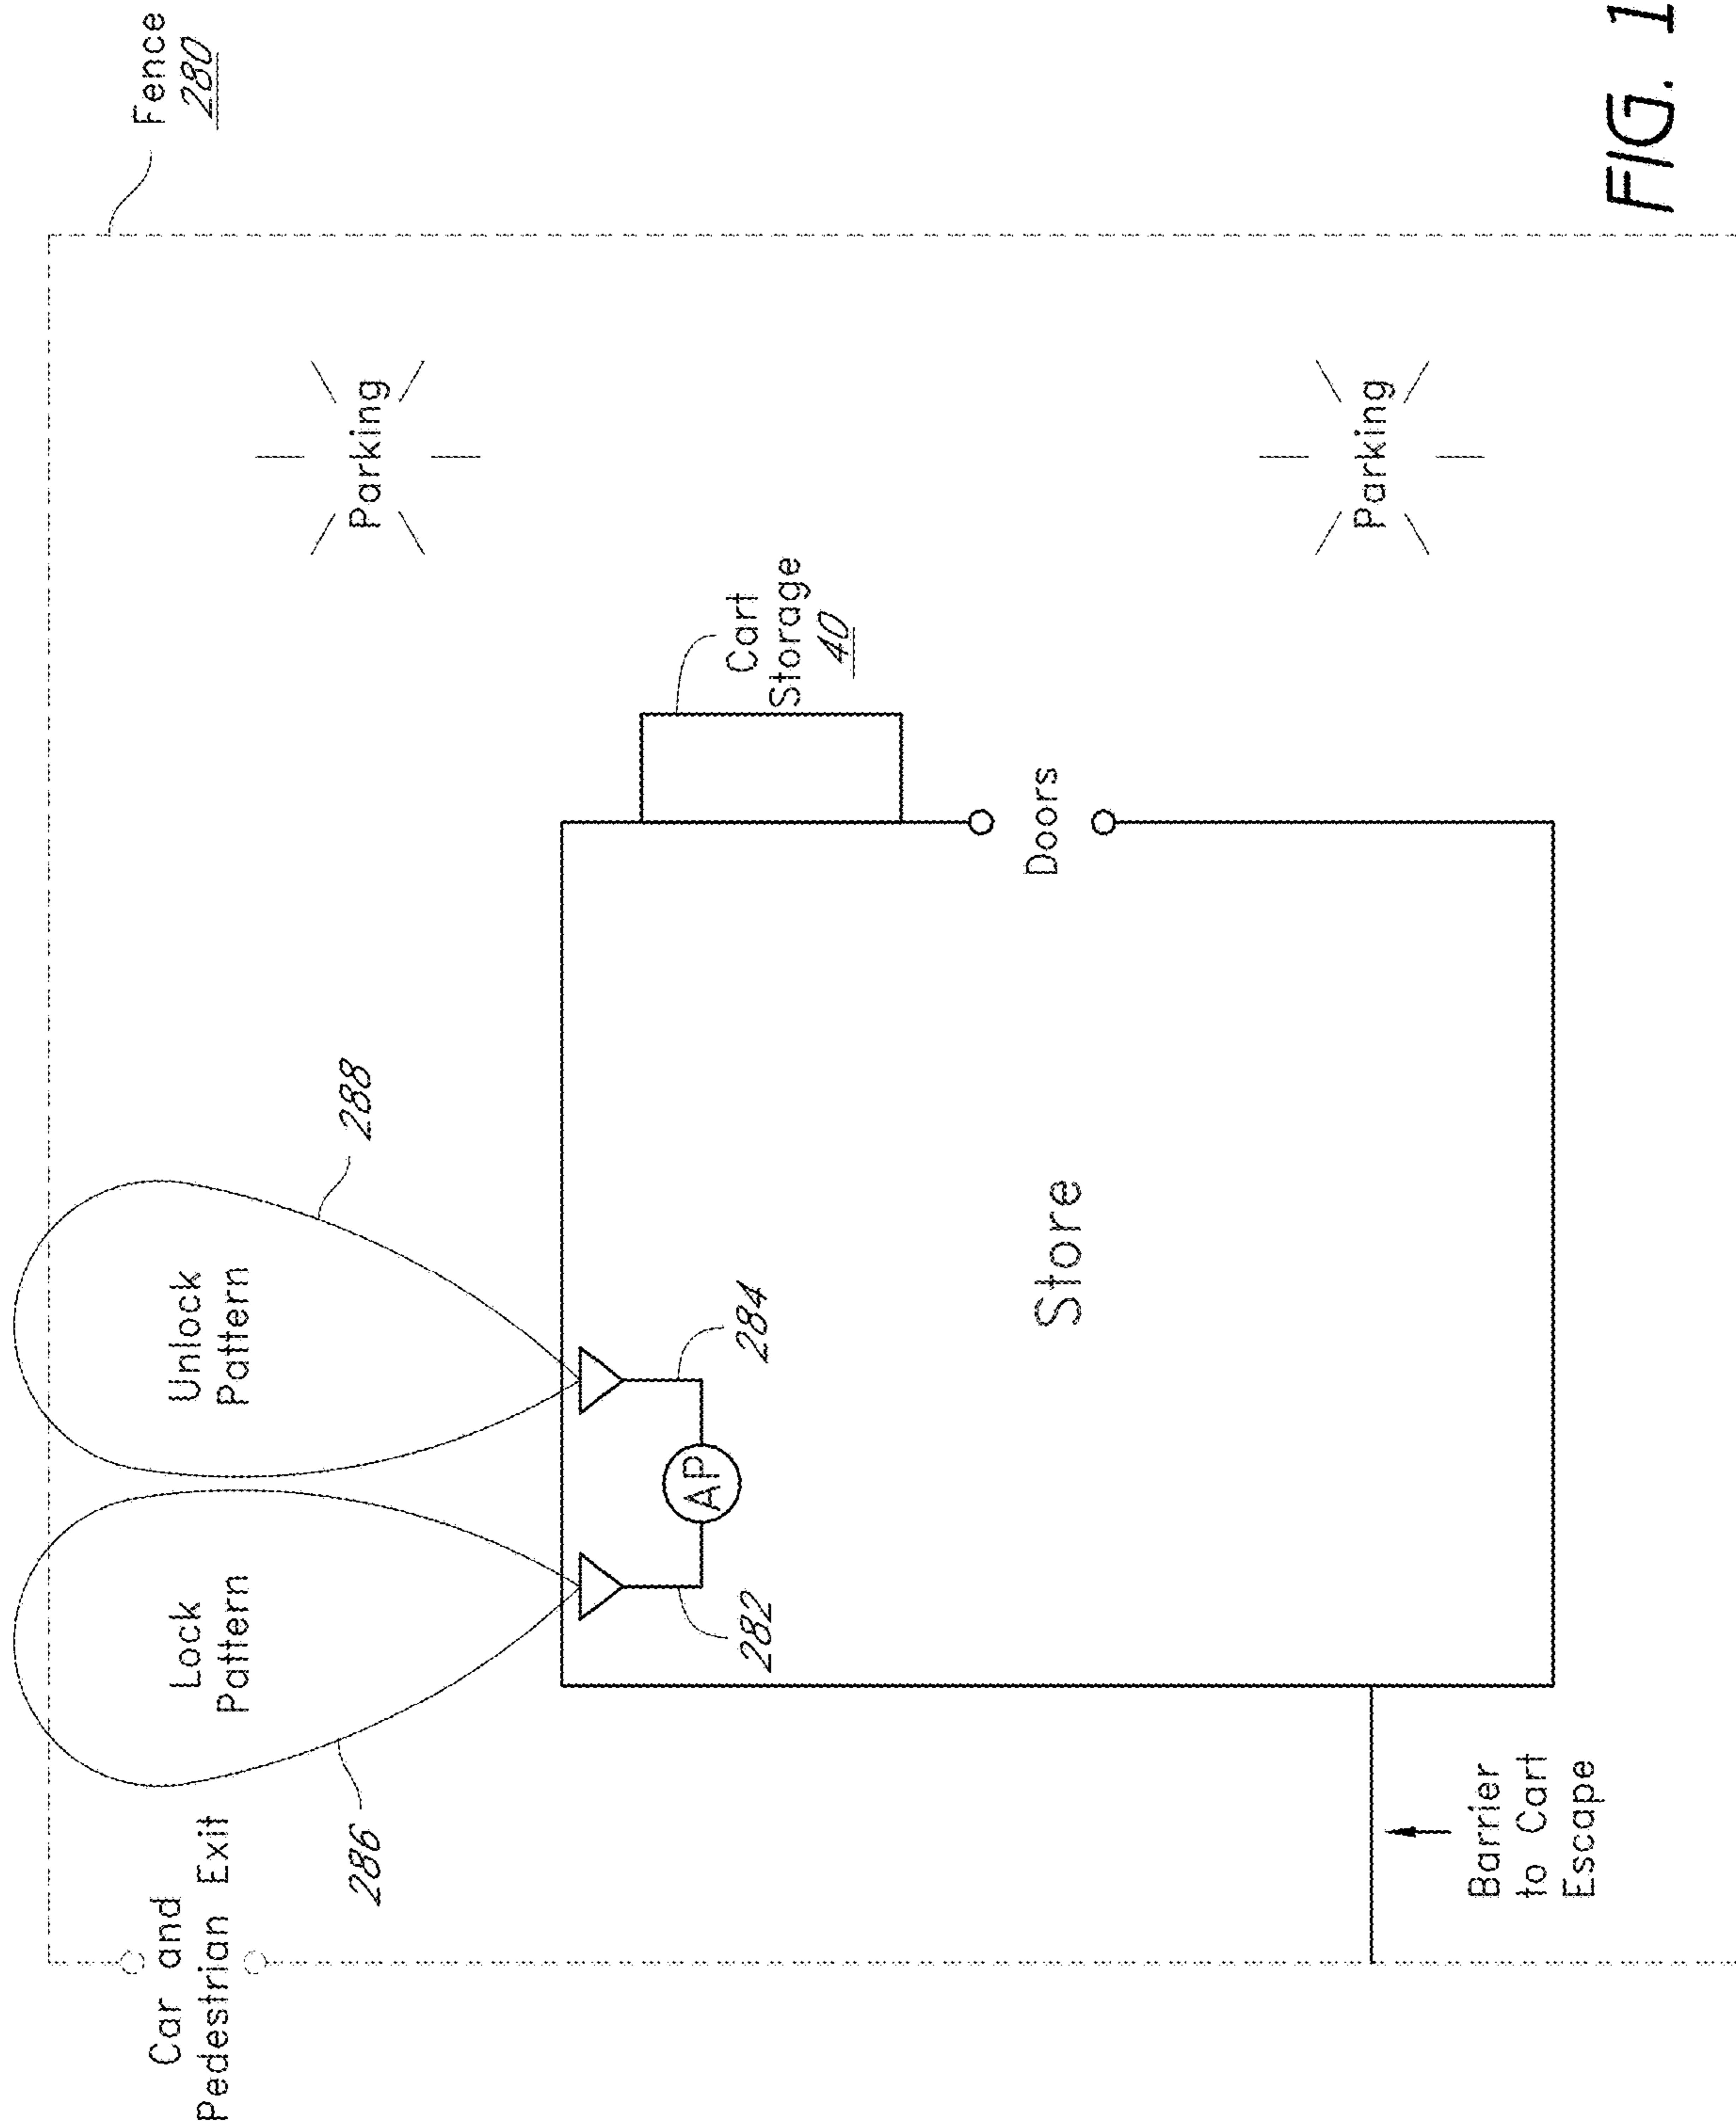 Fence
280
Car and
Pedestrian Exit
Lock
Pattern
Unlock
Pattern
286
288
Parking
AP
282
284
Cart
Storage
40
Store
Doors
Parking
Barrier
to Cart
Escape
FIG. 1